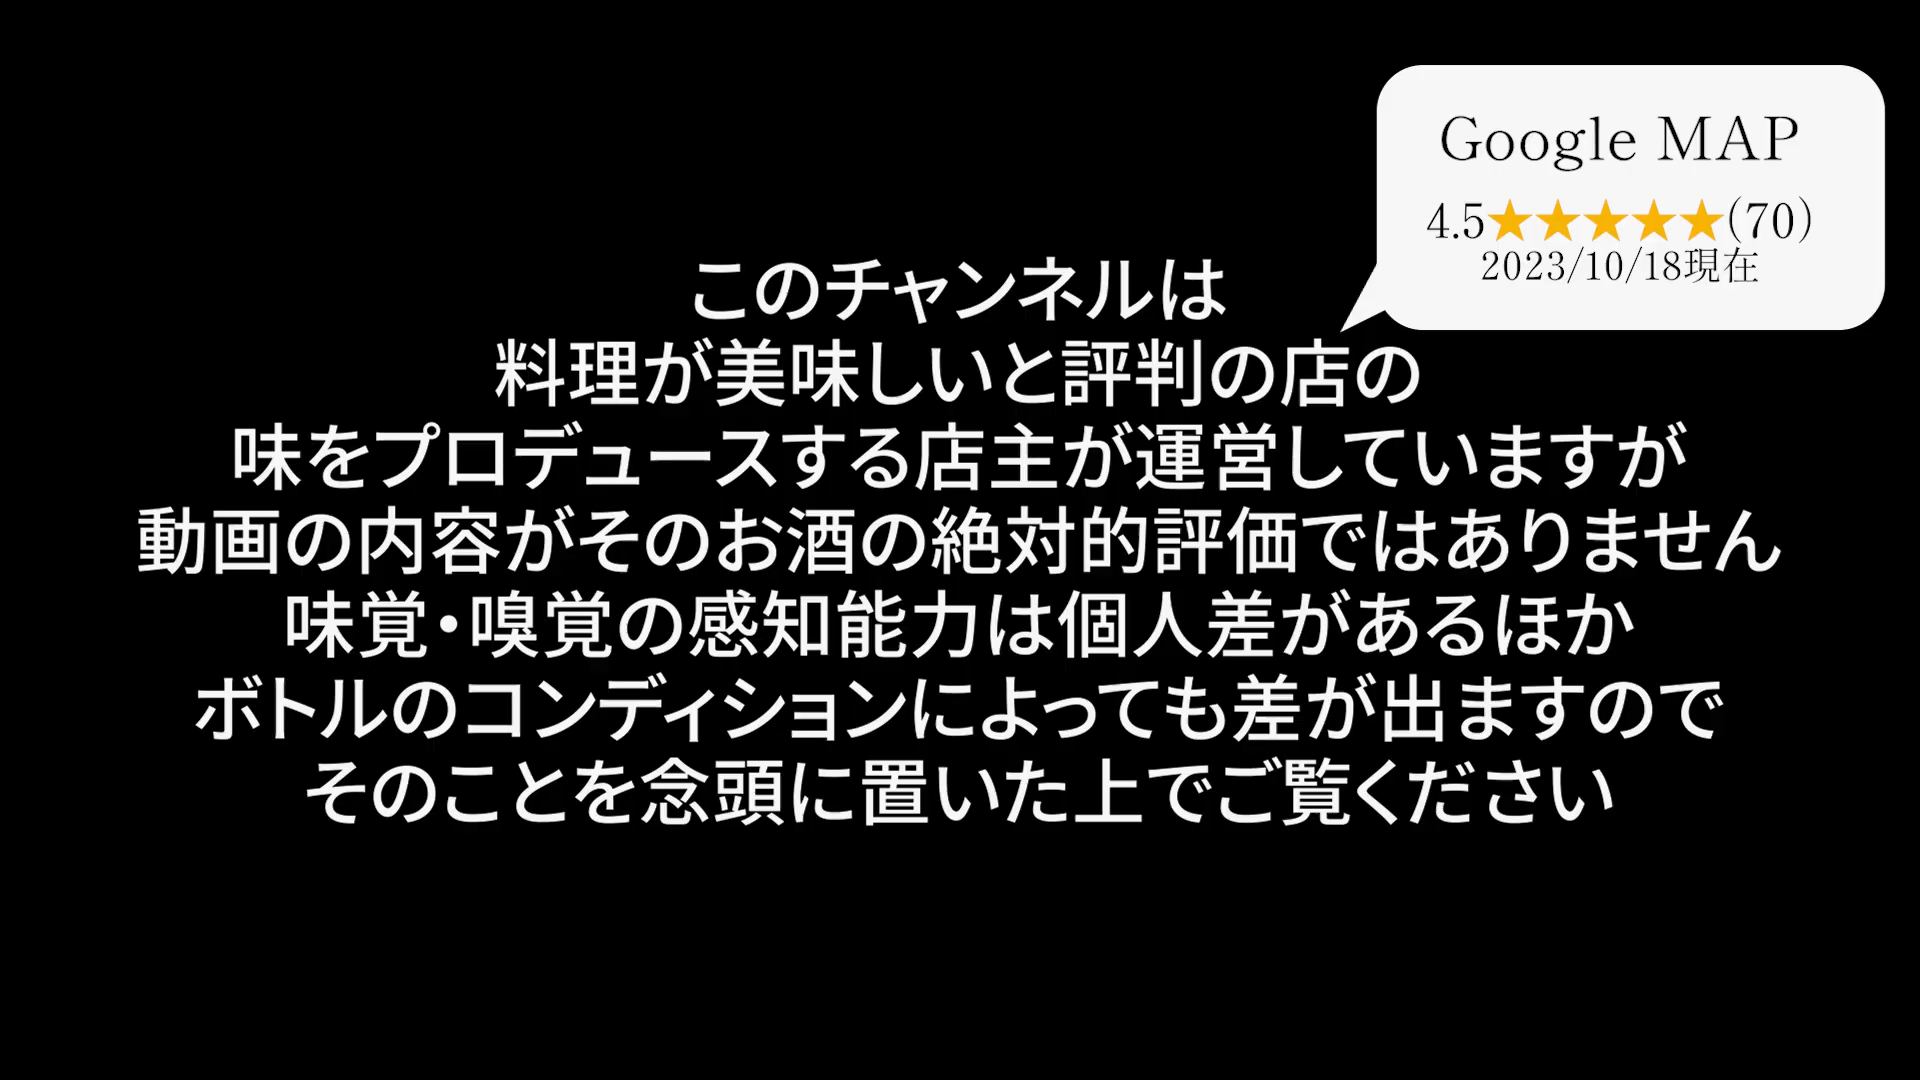 Google MAP
4.5★★★★★(70)
2023/10/18現在
このチャンネルは
料理が美味しいと評判の店の
味をプロデュースする店主が運営していますが
動画の内容がそのお酒の絶対的評価ではありません
味覚・嗅覚の感知能力は個人差があるほか
ボトルのコンディションによっても差が出ますので
そのことを念頭に置いた上でご覧ください